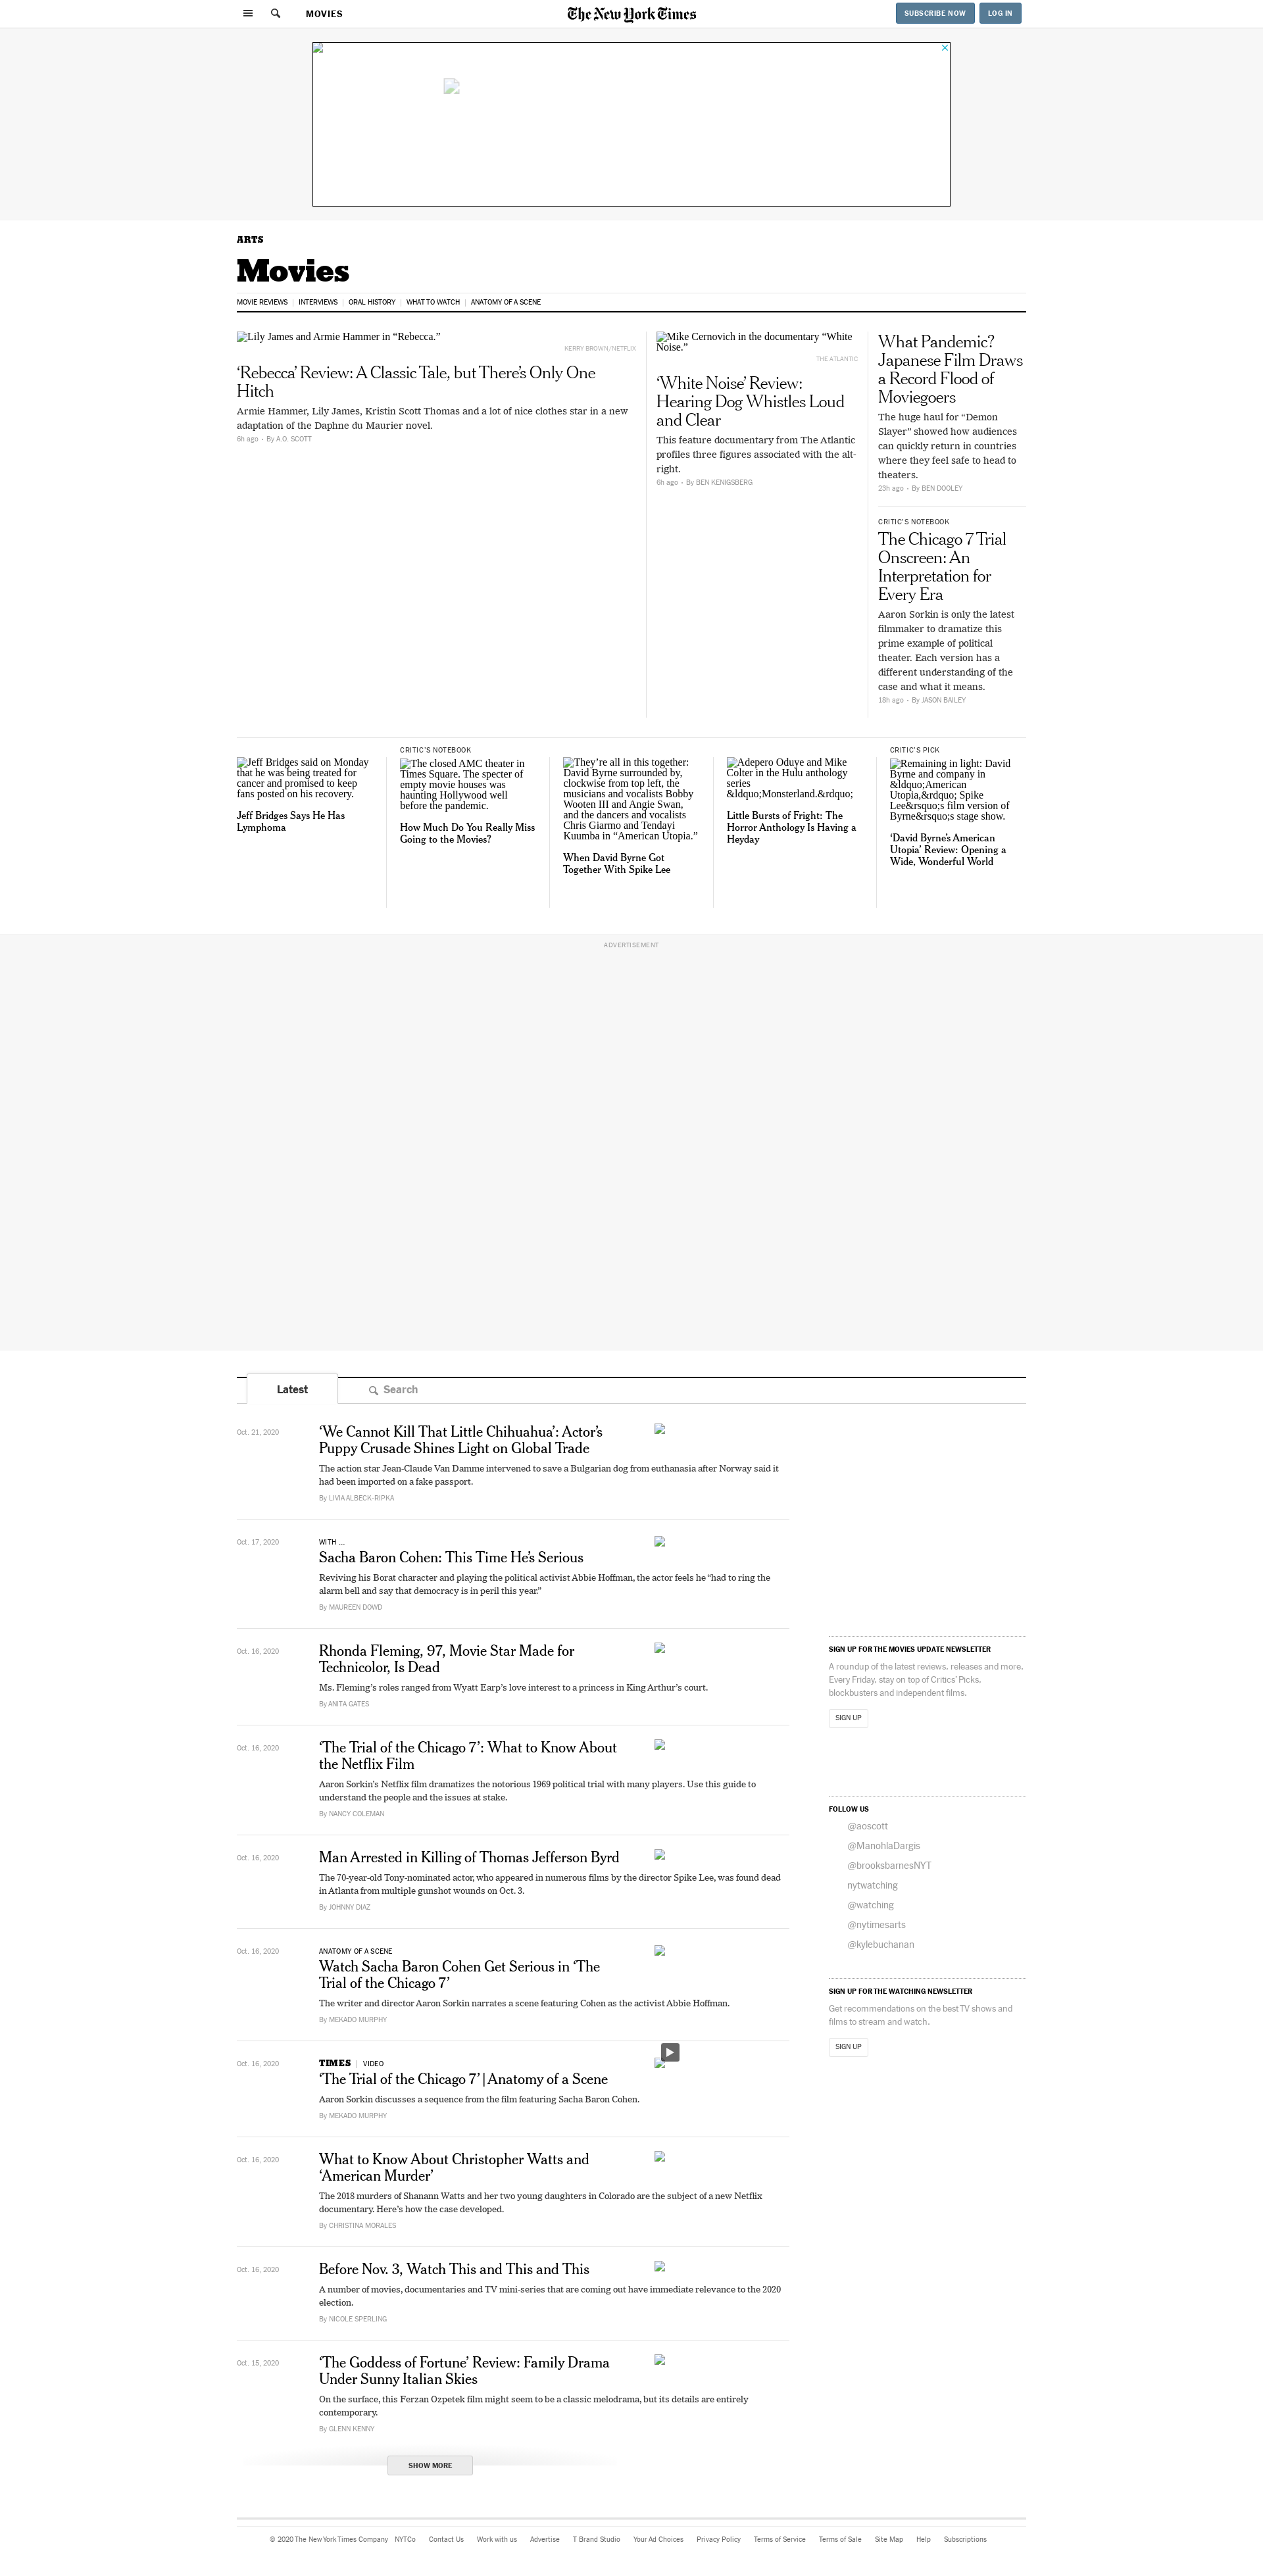 MOVIES
The New York Times
SUBSCRIBE NOW
LOG IN
ARTS
Movies
MOVIE REVIEWS
INTERVIEWS
ORAL HISTORY
WHAT TO WATCH
ANATOMY OF A SCENE
Lily James and Armie Hammer in “Rebecca.”
KERRY BROWN/NETFLIX
‘Rebecca’ Review: A Classic Tale, but There’s Only One
Hitch
Armie Hammer, Lily James, Kristin Scott Thomas and a lot of nice clothes star in a new
adaptation of the Daphne du Maurier novel.
6h ago • By A.O. SCOTT
Mike Cernovich in the documentary “White
Noise.”
THE ATLANTIC
‘White Noise’ Review:
Hearing Dog Whistles Loud
and Clear
This feature documentary from The Atlantic
profiles three figures associated with the alt-
right.
6h ago • By BEN KENIGSBERG
What Pandemic?
Japanese Film Draws
a Record Flood of
Moviegoers
The huge haul for “Demon
Slayer” showed how audiences
can quickly return in countries
where they feel safe to head to
theaters.
23h ago • By BEN DOOLEY
CRITIC’S NOTEBOOK
The Chicago 7 Trial
Onscreen: An
Interpretation for
Every Era
Aaron Sorkin is only the latest
filmmaker to dramatize this
prime example of political
theater. Each version has a
different understanding of the
case and what it means.
18h ago • By JASON BAILEY
Jeff Bridges said on Monday
that he was being treated for
cancer and promised to keep
fans posted on his recovery.
Jeff Bridges Says He Has
Lymphoma
CRITIC’S NOTEBOOK
The closed AMC theater in
Times Square. The specter of
empty movie houses was
haunting Hollywood well
before the pandemic.
How Much Do You Really Miss
Going to the Movies?
They’re all in this together:
David Byrne surrounded by,
clockwise from top left, the
musicians and vocalists Bobby
Wooten III and Angie Swan,
and the dancers and vocalists
Chris Giarmo and Tendayi
Kuumba in “American Utopia.”
When David Byrne Got
Together With Spike Lee
Adepero Oduye and Mike
Colter in the Hulu anthology
series
&ldquo;Monsterland.&rdquo;
Little Bursts of Fright: The
Horror Anthology Is Having a
Heyday
CRITIC’S PICK
Remaining in light: David
Byrne and company in
&ldquo;American
Utopia,&rdquo; Spike
Lee&rsquo;s film version of
Byrne&rsquo;s stage show.
‘David Byrne’s American
Utopia’ Review: Opening a
Wide, Wonderful World
ADVERTISEMENT
Latest
Search
Oct. 21, 2020
‘We Cannot Kill That Little Chihuahua’: Actor’s
Puppy Crusade Shines Light on Global Trade
The action star Jean-Claude Van Damme intervened to save a Bulgarian dog from euthanasia after Norway said it
had been imported on a fake passport.
By LIVIA ALBECK-RIPKA
Oct. 17, 2020
WITH ...
Sacha Baron Cohen: This Time He’s Serious
Reviving his Borat character and playing the political activist Abbie Hoffman, the actor feels he “had to ring the
alarm bell and say that democracy is in peril this year.”
By MAUREEN DOWD
Oct. 16, 2020
Rhonda Fleming, 97, Movie Star Made for
Technicolor, Is Dead
Ms. Fleming’s roles ranged from Wyatt Earp’s love interest to a princess in King Arthur’s court.
By ANITA GATES
Oct. 16, 2020
‘The Trial of the Chicago 7’: What to Know About
the Netflix Film
Aaron Sorkin’s Netflix film dramatizes the notorious 1969 political trial with many players. Use this guide to
understand the people and the issues at stake.
By NANCY COLEMAN
Oct. 16, 2020
Man Arrested in Killing of Thomas Jefferson Byrd
The 70-year-old Tony-nominated actor, who appeared in numerous films by the director Spike Lee, was found dead
in Atlanta from multiple gunshot wounds on Oct. 3.
By JOHNNY DIAZ
Oct. 16, 2020
ANATOMY OF A SCENE
Watch Sacha Baron Cohen Get Serious in ‘The
Trial of the Chicago 7’
The writer and director Aaron Sorkin narrates a scene featuring Cohen as the activist Abbie Hoffman.
By MEKADO MURPHY
Oct. 16, 2020
TIMES | VIDEO
‘The Trial of the Chicago 7’ | Anatomy of a Scene
Aaron Sorkin discusses a sequence from the film featuring Sacha Baron Cohen.
By MEKADO MURPHY
Oct. 16, 2020
What to Know About Christopher Watts and
‘American Murder’
The 2018 murders of Shanann Watts and her two young daughters in Colorado are the subject of a new Netflix
documentary. Here’s how the case developed.
By CHRISTINA MORALES
Oct. 16, 2020
Before Nov. 3, Watch This and This and This
A number of movies, documentaries and TV mini-series that are coming out have immediate relevance to the 2020
election.
By NICOLE SPERLING
Oct. 15, 2020
‘The Goddess of Fortune’ Review: Family Drama
Under Sunny Italian Skies
On the surface, this Ferzan Ozpetek film might seem to be a classic melodrama, but its details are entirely
contemporary.
By GLENN KENNY
SHOW MORE
SIGN UP FOR THE MOVIES UPDATE NEWSLETTER
A roundup of the latest reviews, releases and more.
Every Friday, stay on top of Critics’ Picks,
blockbusters and independent films.
SIGN UP
FOLLOW US
@aoscott
@ManohlaDargis
@brooksbarnesNYT
nytwatching
@watching
@nytimesarts
@kylebuchanan
SIGN UP FOR THE WATCHING NEWSLETTER
Get recommendations on the best TV shows and
films to stream and watch.
SIGN UP
© 2020 The New York Times Company NYTCo Contact Us Work with us Advertise T Brand Studio Your Ad Choices Privacy Policy Terms of Service Terms of Sale Site Map Help Subscriptions